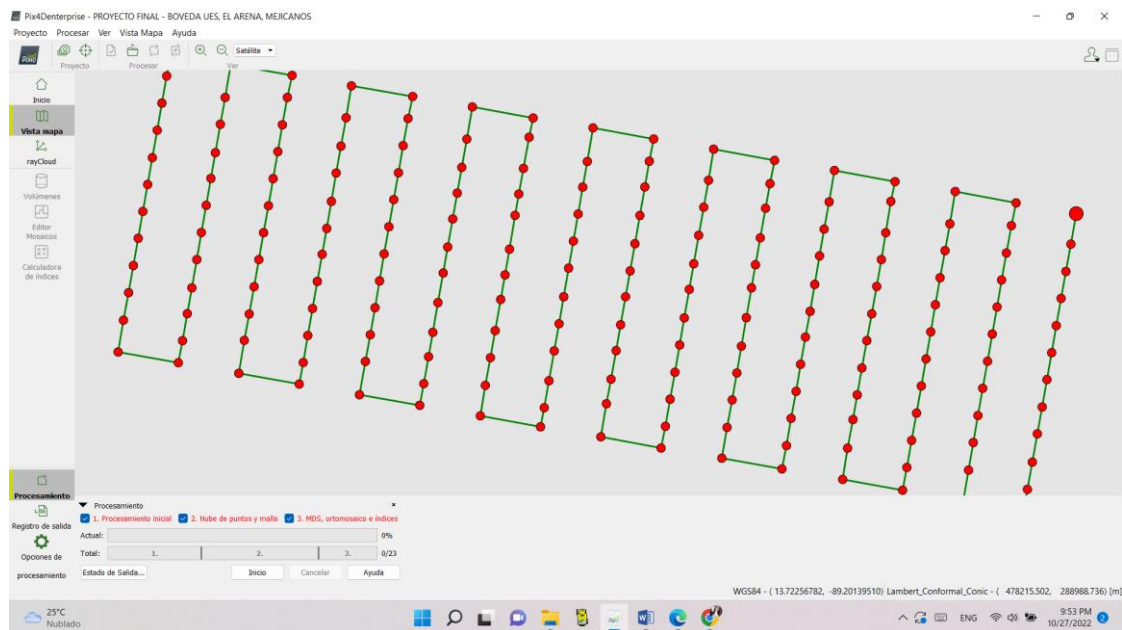 Pix4Denterprise - PROYECTO FINAL - BOVEDA UES, EL ARENA, MEJICANOS
Proyecto Procesar Ver Vista Mapa Ayuda
Satélite
Proyecto Procesar Ver
Inicio
Vista mapa
rayCloud
Volúmenes
Editor
Mosaicos
Calculadora
de índices
Procesamiento
Registro de salida
Opciones de
procesamiento
Procesamiento
1. Procesamiento inicial 2. Nube de puntos y malla 3. MDS, ortomosaico e índices
Actual: 0%
Total: 1. 2. 3. 0/23
Estado de Salida... Inicio Cancelar Ayuda
WGS84 - ( 13.72256782, -89.20139510) Lambert_Conformal_Conic - ( 478215.502, 288988.736) [m]
25°C
Nublado
ENG
9:53 PM
10/27/2022
2